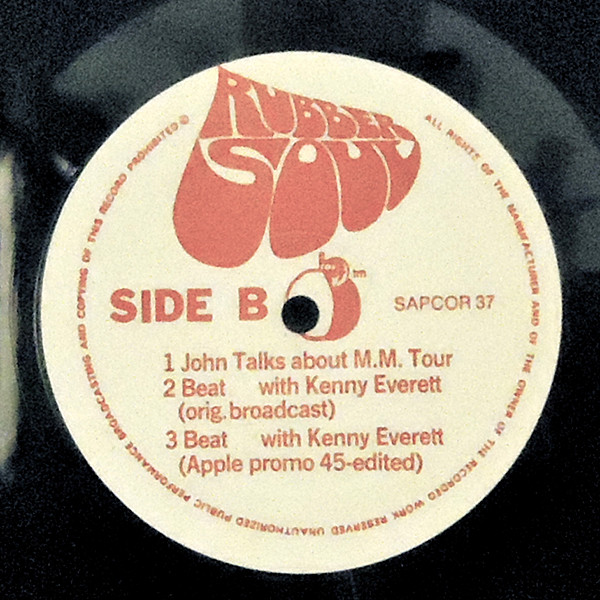 RUBBER
SOUL
SIDE B
tm
SAPCOR 37
1 John Talks about M.M. Tour
2 Beat with Kenny Everett
(orig.broadcast)
3 Beat with Kenny Everett
(Apple promo 45-edited)
ALL RIGHTS OF THE MANUFACTURER AND OF THE OWNER OF THE RECORDED WORK RESERVED UNAUTHORIZED PUBLIC PERFORMANCE BROADCASTING AND COPYING OF THIS RECORD PROHIBITED ©